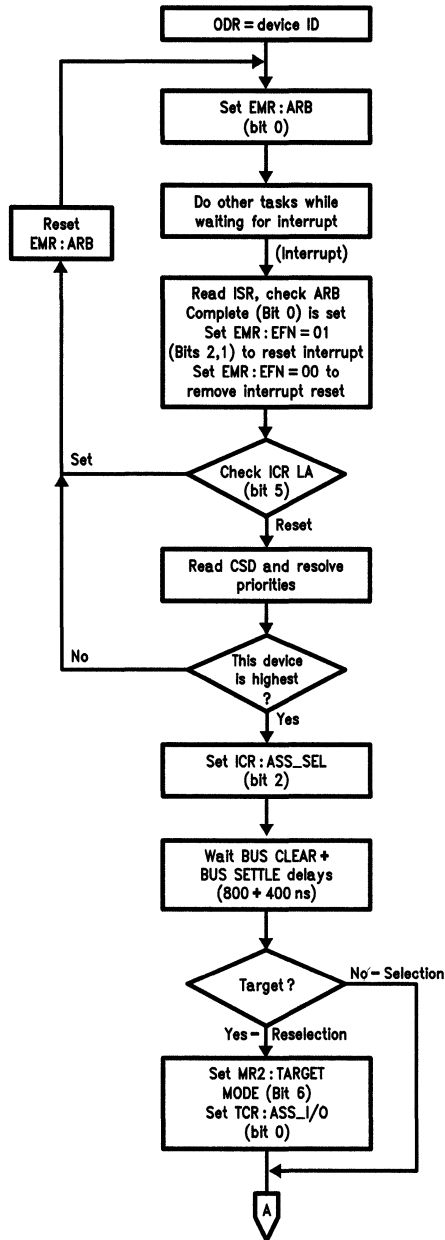 ODR = device ID
Set EMR : ARB
(bit 0)
Do other tasks while
waiting for interrupt
Reset
EMR : ARB
(Interrupt)
Read ISR, check ARB
Complete (Bit 0) is set
Set EMR : EFN = 01
(Bits 2,1) to reset interrupt
Set EMR : EFN = 00 to
remove interrupt reset
Set
Check ICR LA
(bit 5)
Reset
Read CSD and resolve
priorities
No
This device
is highest
?
Yes
Set ICR : ASS_SEL
(bit 2)
Wait BUS CLEAR +
BUS SETTLE delays
(800 + 400 ns)
Target ?
No - Selection
Yes - Reselection
Set MR2 : TARGET
MODE (Bit 6)
Set TCR : ASS_I/O
(bit 0)
A